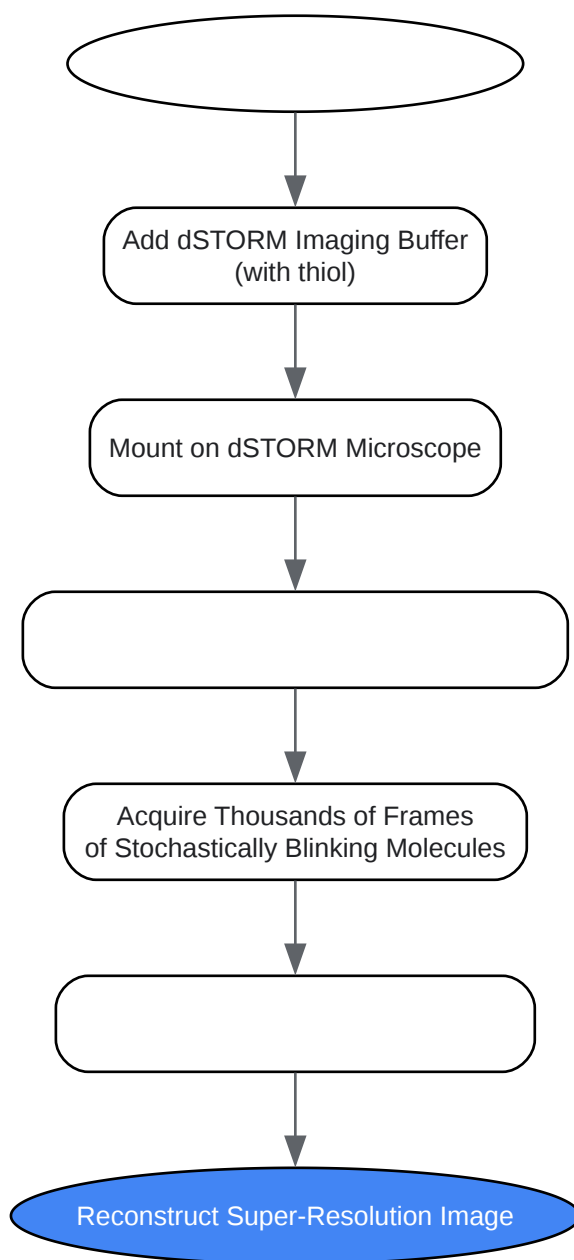 Add dSTORM Imaging Buffer
(with thiol)
Mount on dSTORM Microscope
Acquire Thousands of Frames
of Stochastically Blinking Molecules
Reconstruct Super-Resolution Image